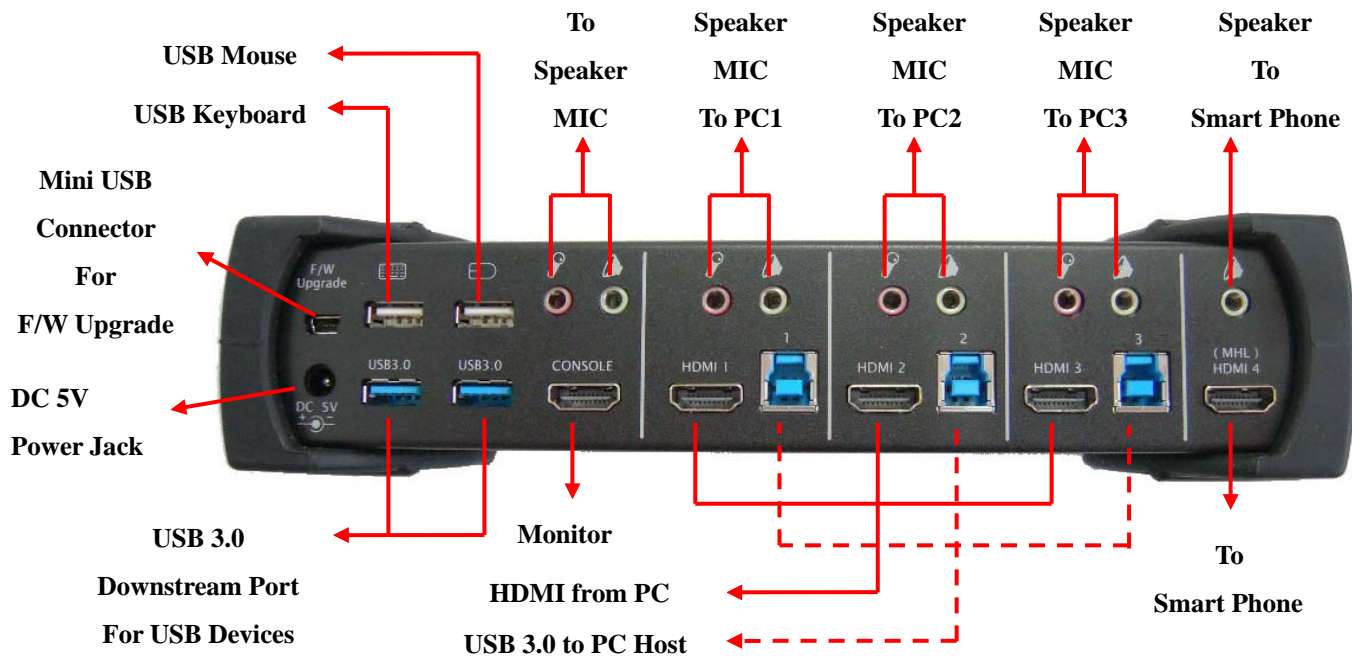 To
Speaker
MIC
Speaker
MIC
To PC1
Speaker
MIC
To PC2
Speaker
MIC
To PC3
Speaker
To
Smart Phone
USB Mouse
USB Keyboard
Mini USB
Connector
For
F/W Upgrade
DC 5V
Power Jack
F/W
Upgrade
USB3.0
USB3.0
CONSOLE
HDMI 1
1
HDMI 2
2
HDMI 3
3
( MHL )
HDMI 4
DC 5V
+ −
USB 3.0
Downstream Port
For USB Devices
Monitor
HDMI from PC
USB 3.0 to PC Host
To
Smart Phone